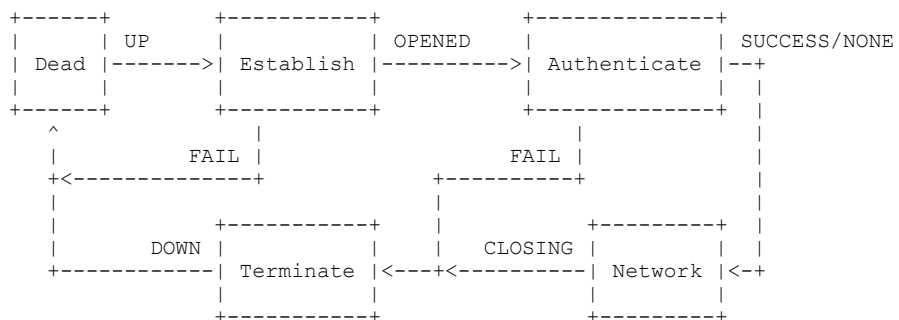 UP OPENED SUCCESS/NONE
Dead Establish Authenticate
FAIL FAIL
DOWN CLOSING
Terminate Network